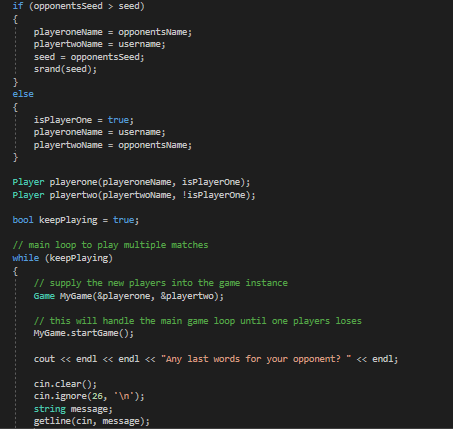 if (opponentsSeed > seed)
{
    playeroneName = opponentsName;
    playertwoName = username;
    seed = opponentsSeed;
    srand(seed);
}
else
{
    isPlayerOne = true;
    playeroneName = username;
    playertwoName = opponentsName;
}

Player playerone(playeroneName, isPlayerOne);
Player playertwo(playertwoName, !isPlayerOne);

bool keepPlaying = true;

// main loop to play multiple matches
while (keepPlaying)
{
    // supply the new players into the game instance
    Game MyGame(&playerone, &playertwo);

    // this will handle the main game loop until one players loses
    MyGame.startGame();

    cout << endl << endl << "Any last words for your opponent? " << endl;

    cin.clear();
    cin.ignore(26, '\n');
    string message;
    getline(cin, message);